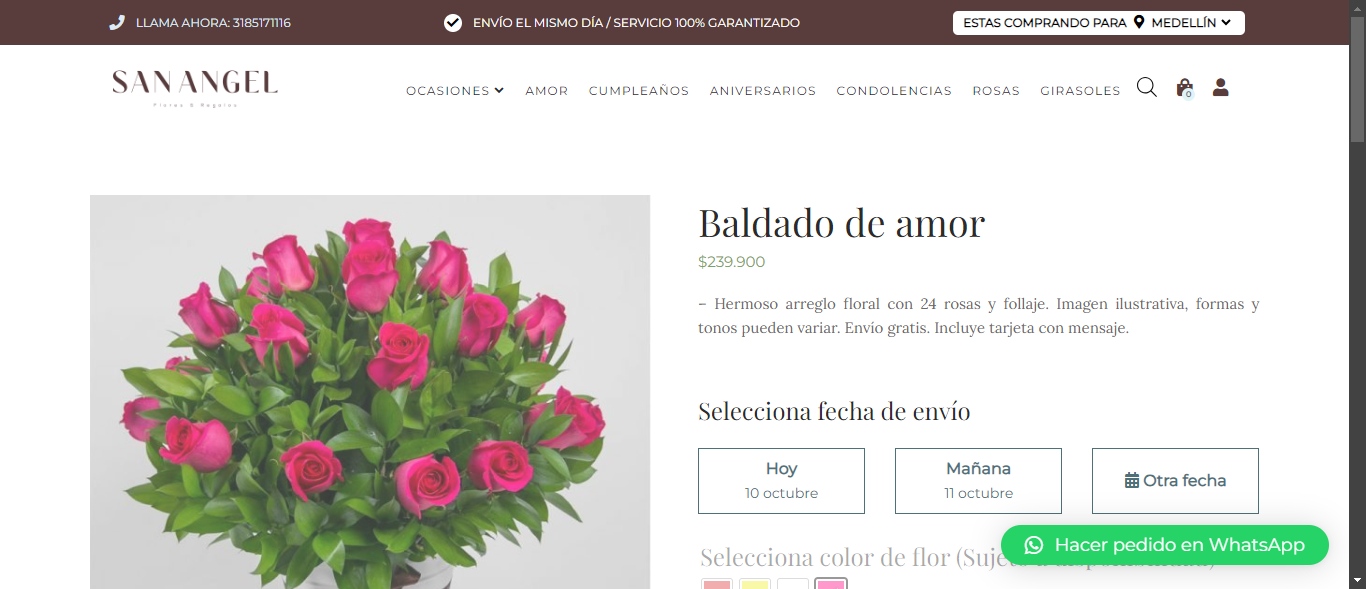 LLAMA AHORA: 3185171116
ENVÍO EL MISMO DÍA / SERVICIO 100% GARANTIZADO
ESTAS COMPRANDO PARA MEDELLÍN
SAN ANGEL
Flores & Regalos
OCASIONES AMOR CUMPLEAÑOS ANIVERSARIOS CONDOLENCIAS ROSAS GIRASOLES
0
Baldado de amor
$239.900
– Hermoso arreglo floral con 24 rosas y follaje. Imagen ilustrativa, formas y
tonos pueden variar. Envío gratis. Incluye tarjeta con mensaje.
Selecciona fecha de envío
Hoy
10 octubre
Mañana
11 octubre
Otra fecha
Selecciona color de flor
Hacer pedido en WhatsApp